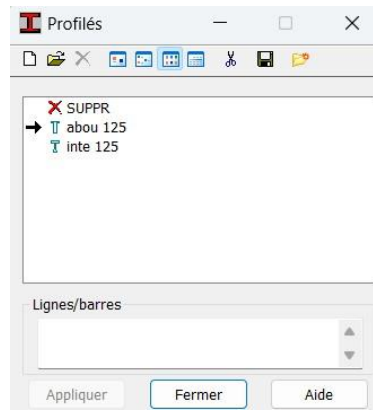 Profilés
SUPPR
abou 125
inte 125
Lignes/barres
Appliquer Fermer Aide